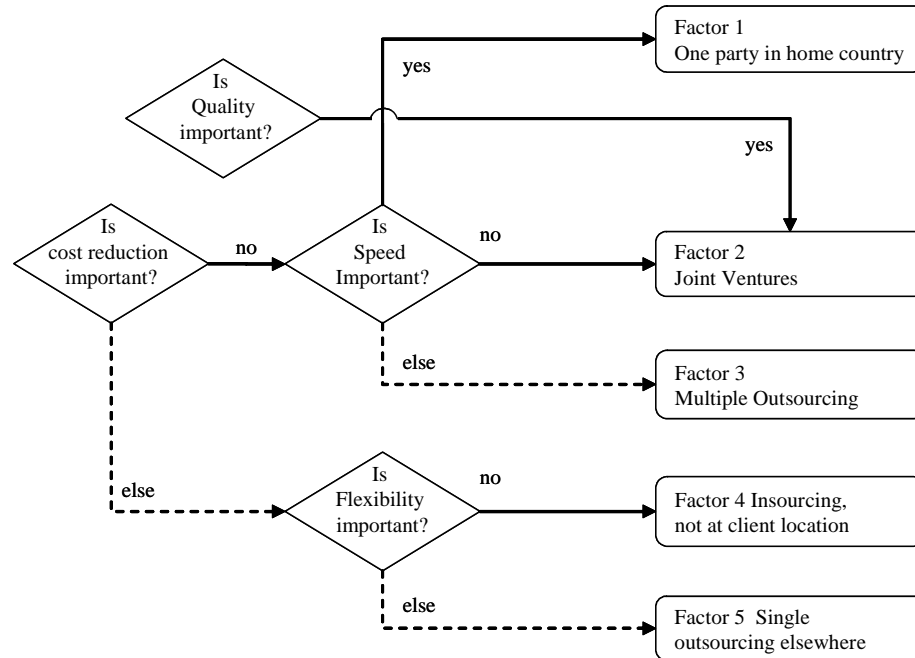 Factor 1
One party in home country
yes
Is
Quality
important?
yes
Is
cost reduction
important?
no
Is
Speed
Important?
no
Factor 2
Joint Ventures
else
Factor 3
Multiple Outsourcing
else
Is
Flexibility
important?
no
Factor 4 Insourcing,
not at client location
else
Factor 5 Single
outsourcing elsewhere